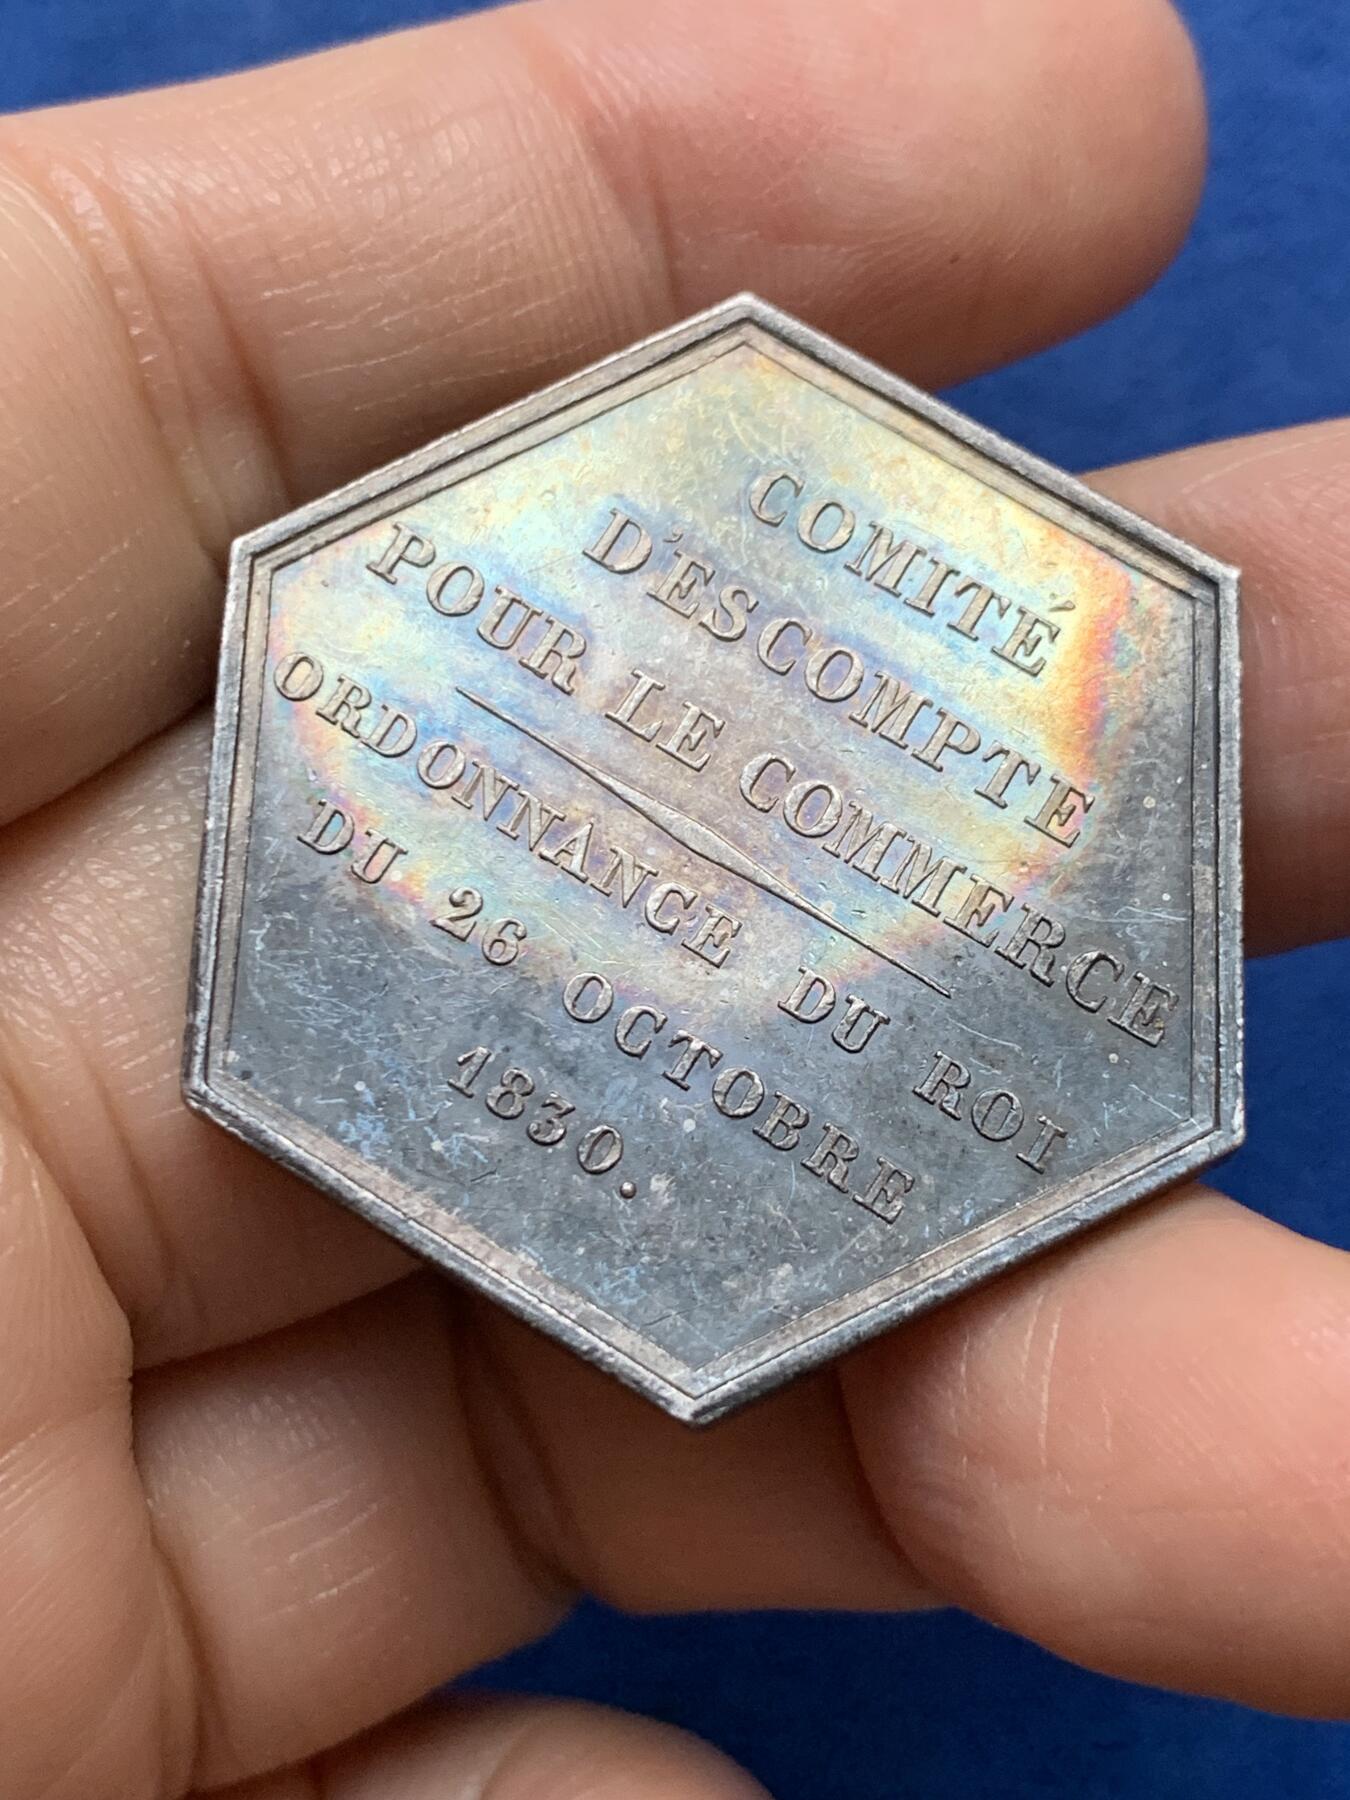 COMITÉ
D'ESCOMPTE
POUR LE COMMERCE
ORDONNANCE DU ROI
DU 26 OCTOBRE
1830.